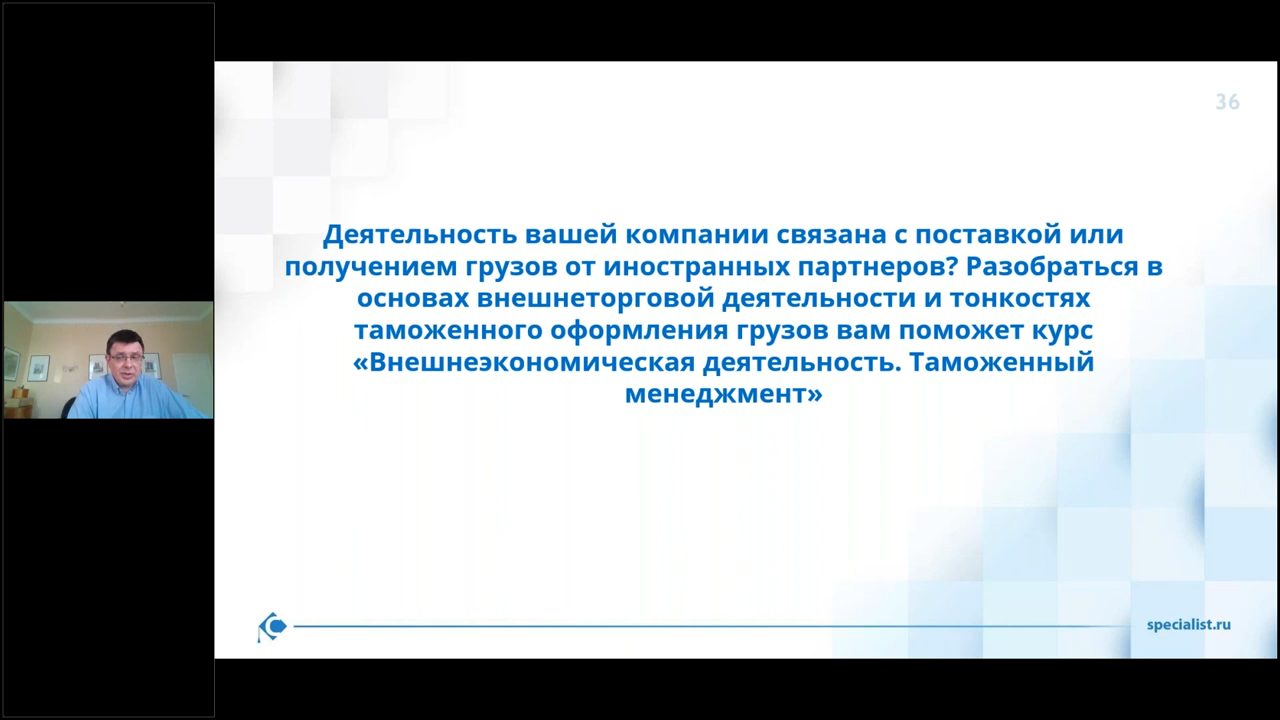 36
Деятельность вашей компании связана с поставкой или
получением грузов от иностранных партнеров? Разобраться в
основах внешнеторговой деятельности и тонкостях
таможенного оформления грузов вам поможет курс
«Внешнеэкономическая деятельность. Таможенный
менеджмент»
specialist.ru